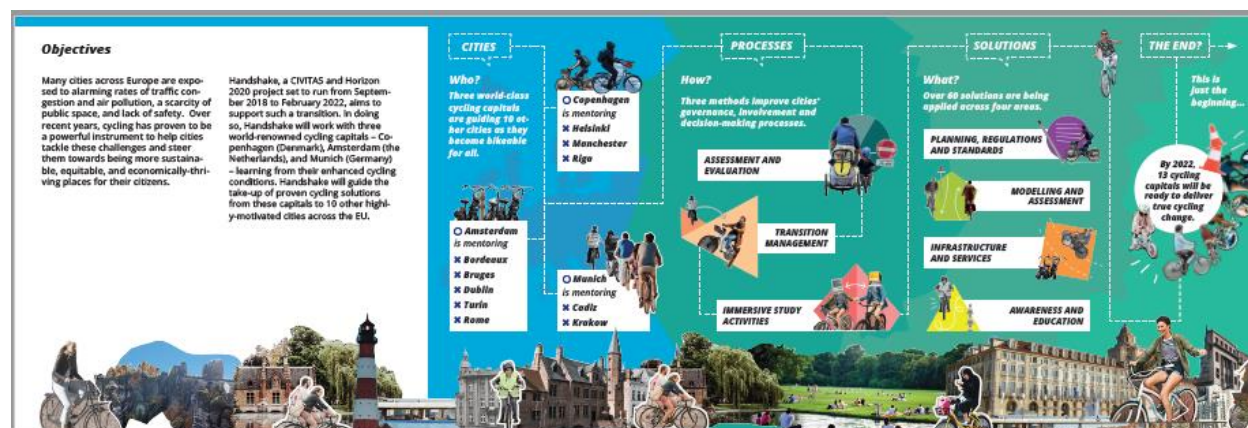 Objectives
Many cities across Europe are expo-
sed to alarming rates of traffic con-
gestion and air pollution, a scarcity of
public space, and lack of safety. Over
recent years, cycling has proven to be
a powerful instrument to help cities
tackle these challenges and steer
them towards being more sustaina-
ble, equitable, and economically-thri-
ving places for their citizens.
Handshake, a CIVITAS and Horizon
2020 project set to run from Septem-
ber 2018 to February 2022, aims to
support such a transition. In doing
so, Handshake will work with three
world-renowned cycling capitals – Co-
penhagen (Denmark), Amsterdam (the
Netherlands), and Munich (Germany)
– learning from their enhanced cycling
conditions. Handshake will guide the
take-up of proven cycling solutions
from these capitals to 10 other highl-
y-motivated cities across the EU.
CITIES
Who?
Three world-class
cycling capitals
are guiding 10 ot-
her cities as they
become bikeable
for all.
Copenhagen
is mentoring
Helsinki
Manchester
Riga
Amsterdam
is mentoring
Bordeaux
Bruges
Dublin
Turin
Rome
Munich
is mentoring
Cadiz
Krakow
PROCESSES
How?
Three methods improve cities'
governance, involvement and
decision-making processes.
ASSESSMENT AND
EVALUATION
TRANSITION
MANAGEMENT
IMMERSIVE STUDY
ACTIVITIES
SOLUTIONS
What?
Over 60 solutions are being
applied across four areas.
PLANNING, REGULATIONS
AND STANDARDS
MODELLING AND
ASSESSMENT
INFRASTRUCTURE
AND SERVICES
AWARENESS AND
EDUCATION
THE END?
This is
just the
beginning...
By 2022,
13 cycling
capitals will be
ready to deliver
true cycling
change.